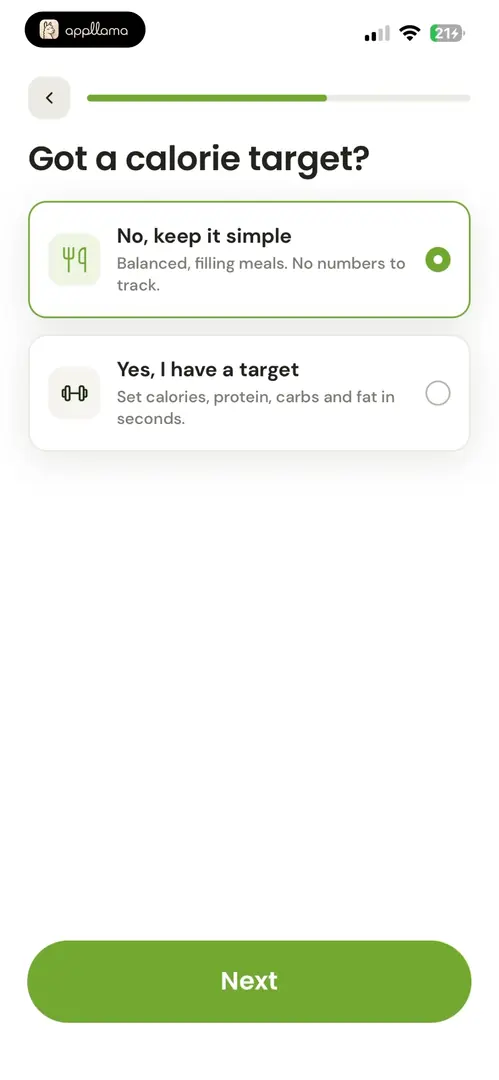 appllama
21
Got a calorie target?
No, keep it simple
Balanced, filling meals. No numbers to
track.
Yes, I have a target
Set calories, protein, carbs and fat in
seconds.
Next